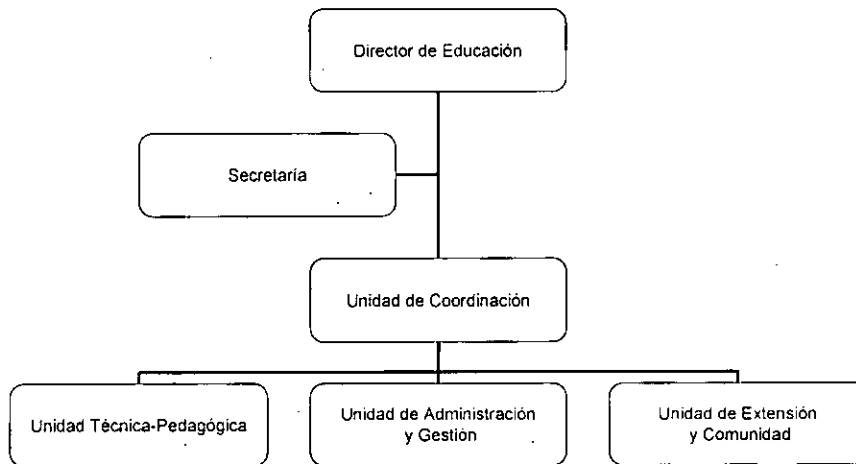 Director de Educación
Secretaría
Unidad de Coordinación
Unidad Técnica-Pedagógica
Unidad de Administración
y Gestión
Unidad de Extensión
y Comunidad